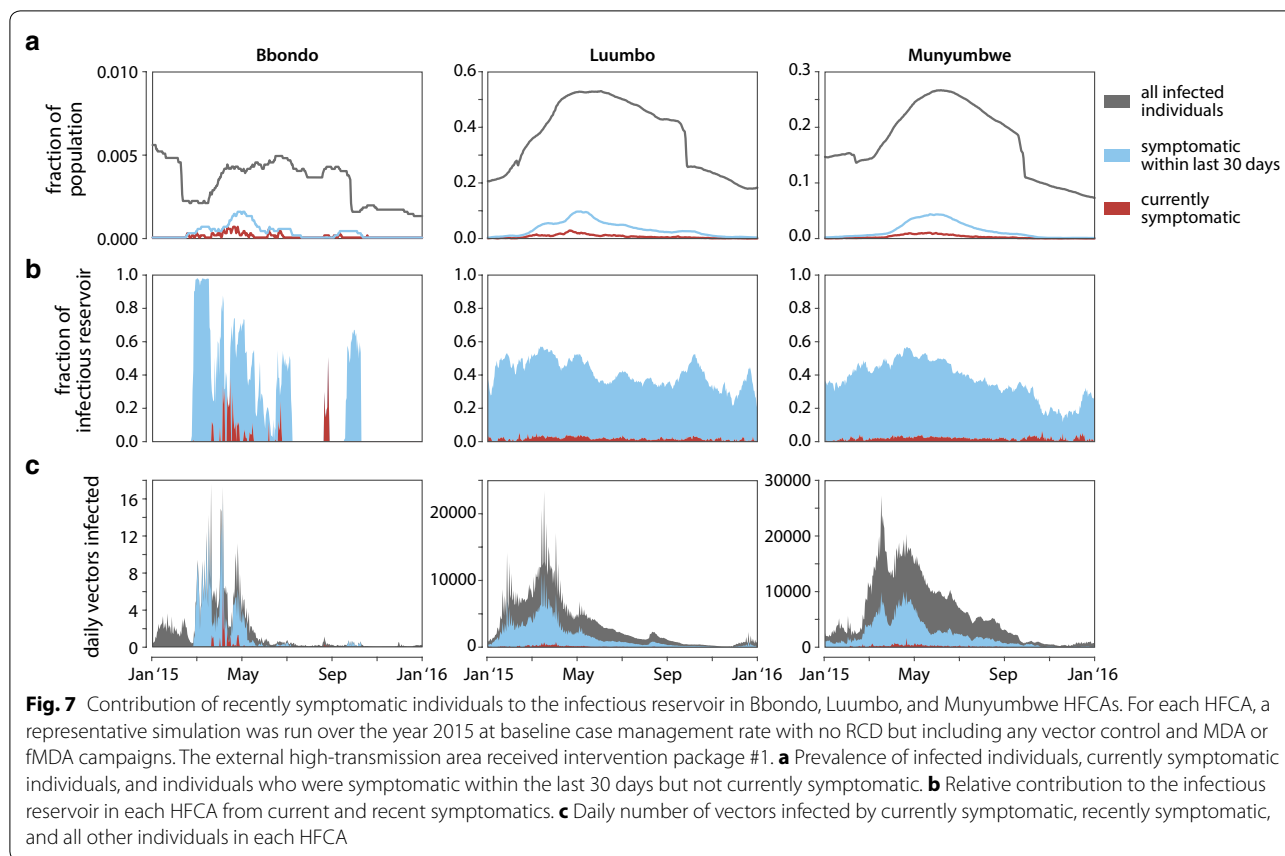 a
Bbondo
Luumbo
Munyumbwe
fraction of
population
0.010
0.005
0.000
0.6
0.4
0.2
0.0
0.3
0.2
0.1
0.0
all infected
individuals
symptomatic
within last 30 days
currently
symptomatic
b
fraction of
infectious reservoir
1.0
0.8
0.6
0.4
0.2
0.0
1.0
0.8
0.6
0.4
0.2
0.0
1.0
0.8
0.6
0.4
0.2
0.0
c
daily vectors infected
16
12
8
4
0
20000
10000
0
30000
20000
10000
0
Jan ‘15 May Sep Jan ‘16
Jan ‘15 May Sep Jan ‘16
Jan ‘15 May Sep Jan ‘16
Fig. 7 Contribution of recently symptomatic individuals to the infectious reservoir in Bbondo, Luumbo, and Munyumbwe HFCAs. For each HFCA, a
representative simulation was run over the year 2015 at baseline case management rate with no RCD but including any vector control and MDA or
fMDA campaigns. The external high-transmission area received intervention package #1. a Prevalence of infected individuals, currently symptomatic
individuals, and individuals who were symptomatic within the last 30 days but not currently symptomatic. b Relative contribution to the infectious
reservoir in each HFCA from current and recent symptomatics. c Daily number of vectors infected by currently symptomatic, recently symptomatic,
and all other individuals in each HFCA